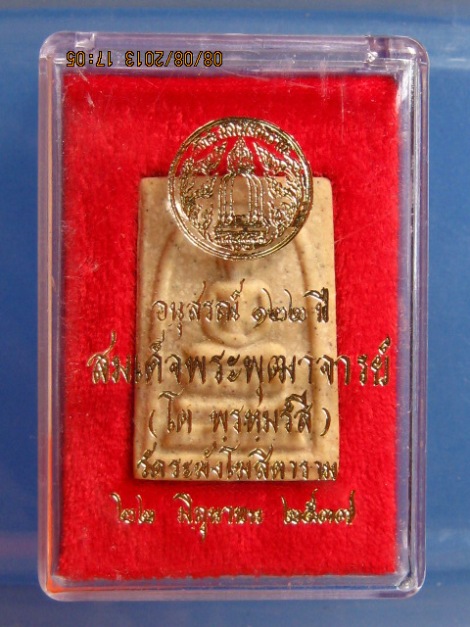 08/08/2013 17:05
อนุสรณ์ ๑๒๒ ปี
สมเด็จพระพุฒาจารย์
(โต พฺรหฺมรํสี)
วัดระฆังโฆสิตาราม
๒๒ มิถุนายน ๒๕๓๗